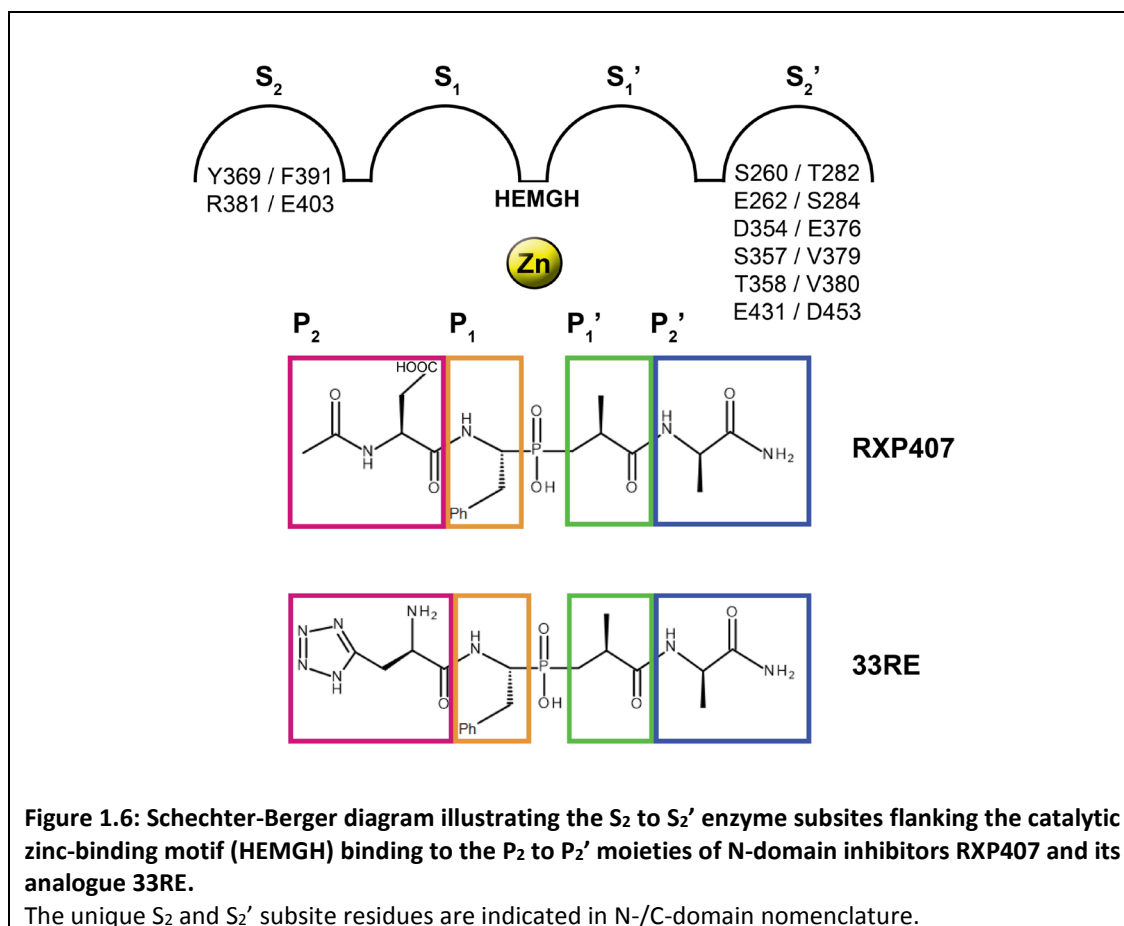 S2 S1 S1’ S2’
Y369 / F391
R381 / E403
HEMGH
S260 / T282
E262 / S284
D354 / E376
S357 / V379
T358 / V380
E431 / D453
Zn
P2 P1 P1’ P2’
HOOC
O
N
H
O
H
N
Ph
O
P
OH
O
H
N
O
NH2
RXP407
N
N
N
N
H
NH2
O
H
N
Ph
O
P
OH
O
H
N
O
NH2
33RE
Figure 1.6: Schechter-Berger diagram illustrating the S2 to S2’ enzyme subsites flanking the catalytic
zinc-binding motif (HEMGH) binding to the P2 to P2’ moieties of N-domain inhibitors RXP407 and its
analogue 33RE.
The unique S2 and S2’ subsite residues are indicated in N-/C-domain nomenclature.